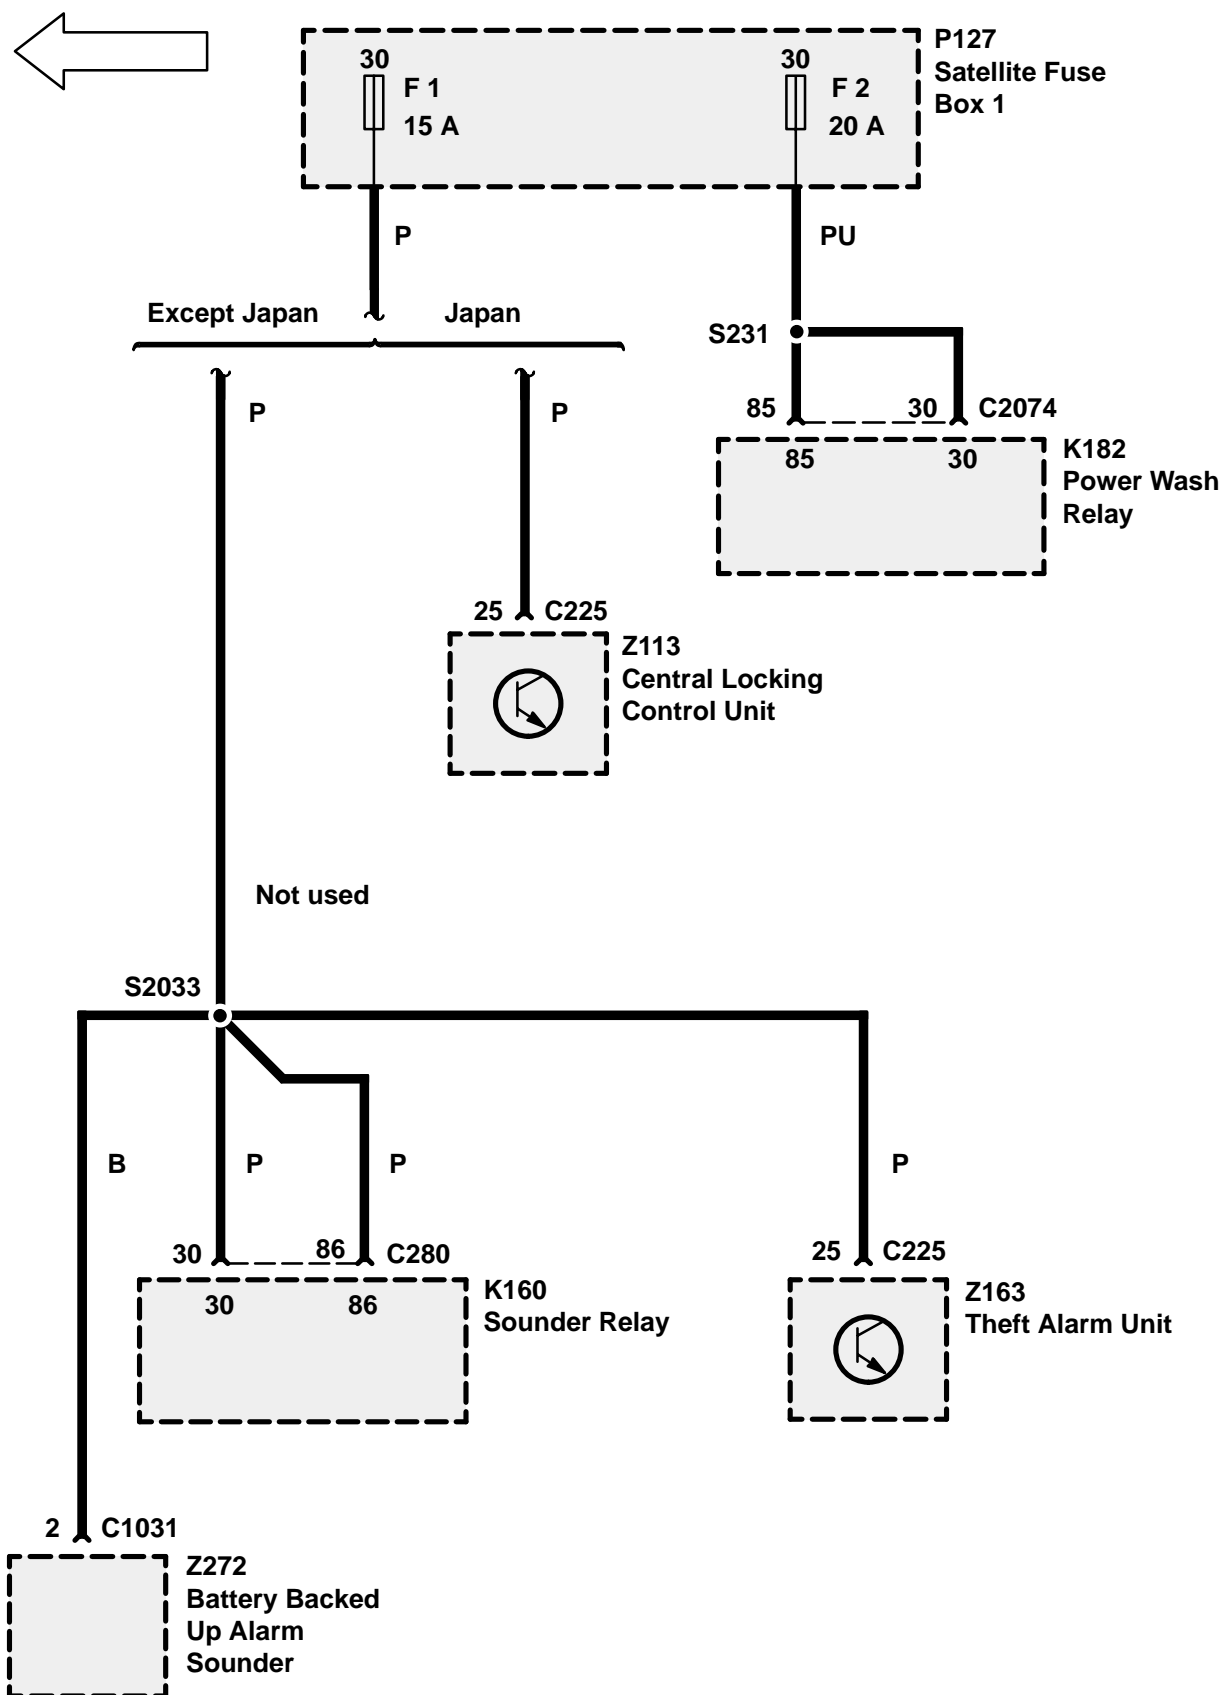 P127
Satellite Fuse
Box 1
30
F 1
15 A
30
F 2
20 A
P
PU
Except Japan
Japan
S231
P
P
85
30
C2074
85
30
K182
Power Wash
Relay
25
C225
Z113
Central Locking
Control Unit
Not used
S2033
B
P
P
P
30
86
C280
25
C225
30
86
K160
Sounder Relay
Z163
Theft Alarm Unit
2
C1031
Z272
Battery Backed
Up Alarm
Sounder